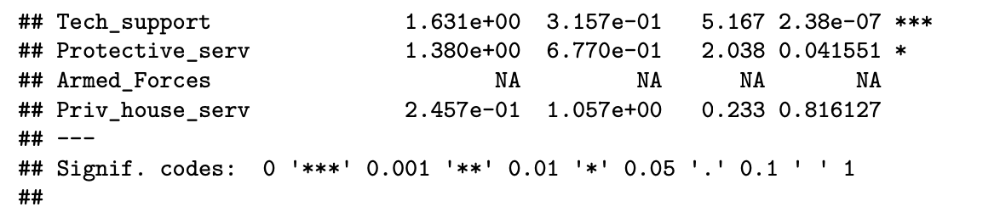 ## Tech_support                1.631e+00  3.157e-01   5.167 2.38e-07 ***
## Protective_serv             1.380e+00  6.770e-01   2.038 0.041551 *
## Armed_Forces                       NA         NA      NA       NA
## Priv_house_serv             2.457e-01  1.057e+00   0.233 0.816127
## ---
## Signif. codes:  0 '***' 0.001 '**' 0.01 '*' 0.05 '.' 0.1 ' ' 1
##